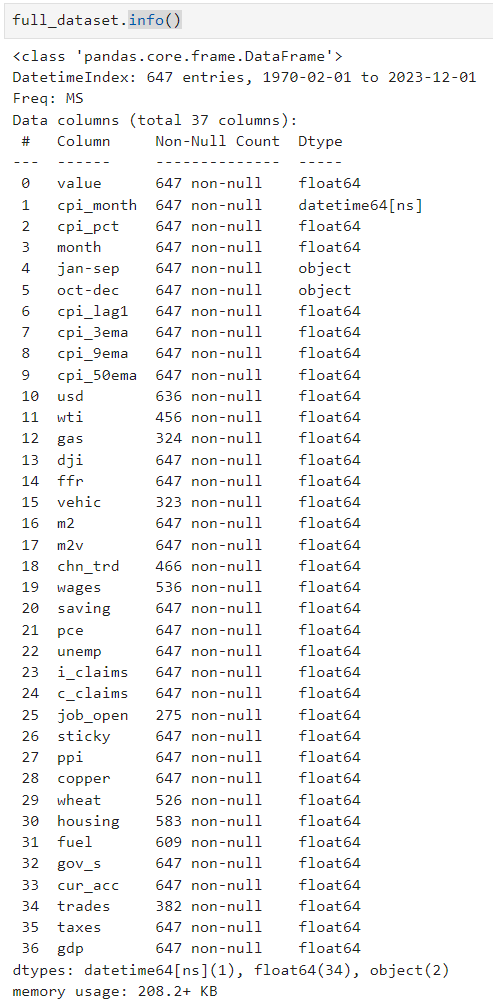 full_dataset.info()
<class 'pandas.core.frame.DataFrame'>
DatetimeIndex: 647 entries, 1970-02-01 to 2023-12-01
Freq: MS
Data columns (total 37 columns):
 #   Column     Non-Null Count  Dtype
---  ------     --------------  -----
 0   value      647 non-null    float64
 1   cpi_month  647 non-null    datetime64[ns]
 2   cpi_pct    647 non-null    float64
 3   month      647 non-null    float64
 4   jan-sep    647 non-null    object
 5   oct-dec    647 non-null    object
 6   cpi_lag1   647 non-null    float64
 7   cpi_3ema   647 non-null    float64
 8   cpi_9ema   647 non-null    float64
 9   cpi_50ema  647 non-null    float64
 10  usd        636 non-null    float64
 11  wti        456 non-null    float64
 12  gas        324 non-null    float64
 13  dji        647 non-null    float64
 14  ffr        647 non-null    float64
 15  vehic      323 non-null    float64
 16  m2         647 non-null    float64
 17  m2v        647 non-null    float64
 18  chn_trd    466 non-null    float64
 19  wages      536 non-null    float64
 20  saving     647 non-null    float64
 21  pce        647 non-null    float64
 22  unemp      647 non-null    float64
 23  i_claims   647 non-null    float64
 24  c_claims   647 non-null    float64
 25  job_open   275 non-null    float64
 26  sticky     647 non-null    float64
 27  ppi        647 non-null    float64
 28  copper     647 non-null    float64
 29  wheat      526 non-null    float64
 30  housing    583 non-null    float64
 31  fuel       609 non-null    float64
 32  gov_s      647 non-null    float64
 33  cur_acc    647 non-null    float64
 34  trades     382 non-null    float64
 35  taxes      647 non-null    float64
 36  gdp        647 non-null    float64
dtypes: datetime64[ns](1), float64(34), object(2)
memory usage: 208.2+ KB